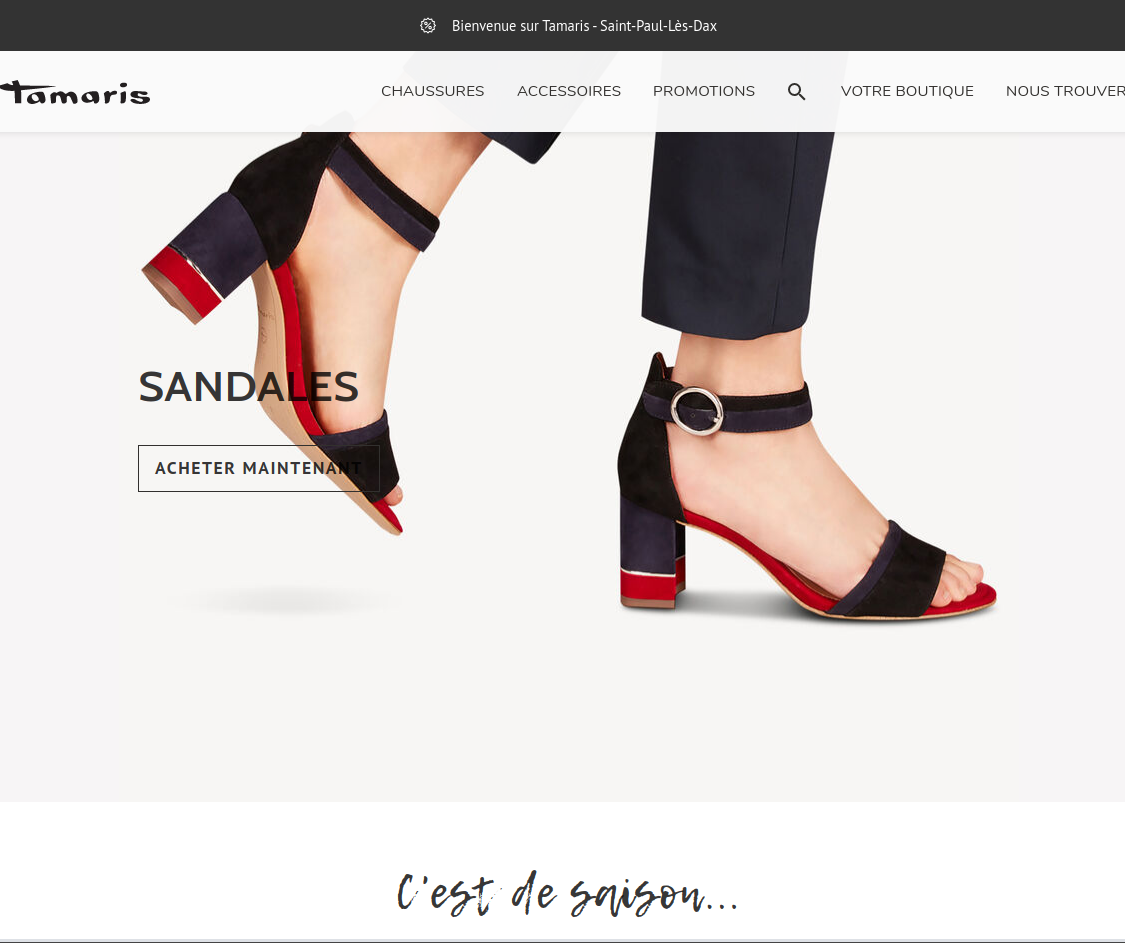 Bienvenue sur Tamaris - Saint-Paul-Lès-Dax
Tamaris
CHAUSSURES ACCESSOIRES PROMOTIONS VOTRE BOUTIQUE NOUS TROUVER
SANDALES
ACHETER MAINTENANT
C'est de saison...